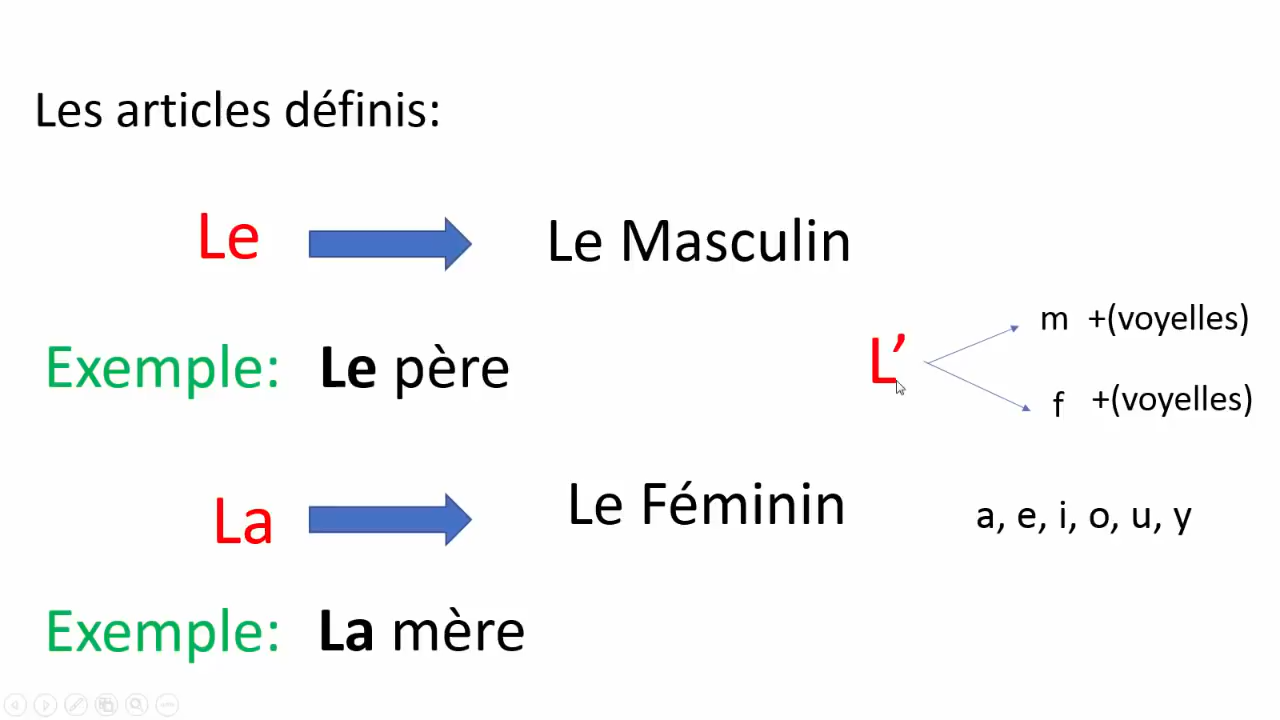 Les articles définis:
Le Le Masculin
Exemple: Le père
L’
m +(voyelles)
f +(voyelles)
La Le Féminin
a, e, i, o, u, y
Exemple: La mère